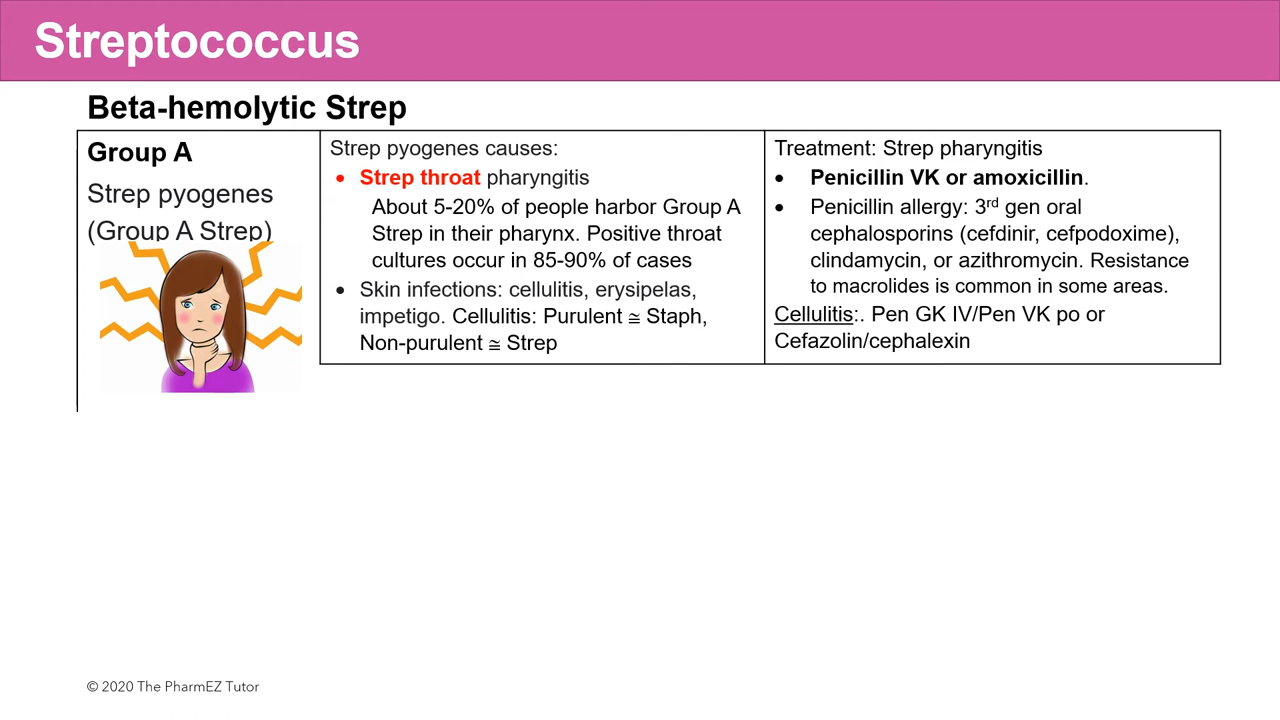 Streptococcus
Beta-hemolytic Strep
Group A
Strep pyogenes
(Group A Strep)
Strep pyogenes causes:
• Strep throat pharyngitis
About 5-20% of people harbor Group A
Strep in their pharynx. Positive throat
cultures occur in 85-90% of cases
• Skin infections: cellulitis, erysipelas,
impetigo. Cellulitis: Purulent ≅ Staph,
Non-purulent ≅ Strep
Treatment: Strep pharyngitis
• Penicillin VK or amoxicillin.
• Penicillin allergy: 3rd gen oral
cephalosporins (cefdinir, cefpodoxime),
clindamycin, or azithromycin. Resistance
to macrolides is common in some areas.
Cellulitis:. Pen GK IV/Pen VK po or
Cefazolin/cephalexin
© 2020 The PharmEZ Tutor